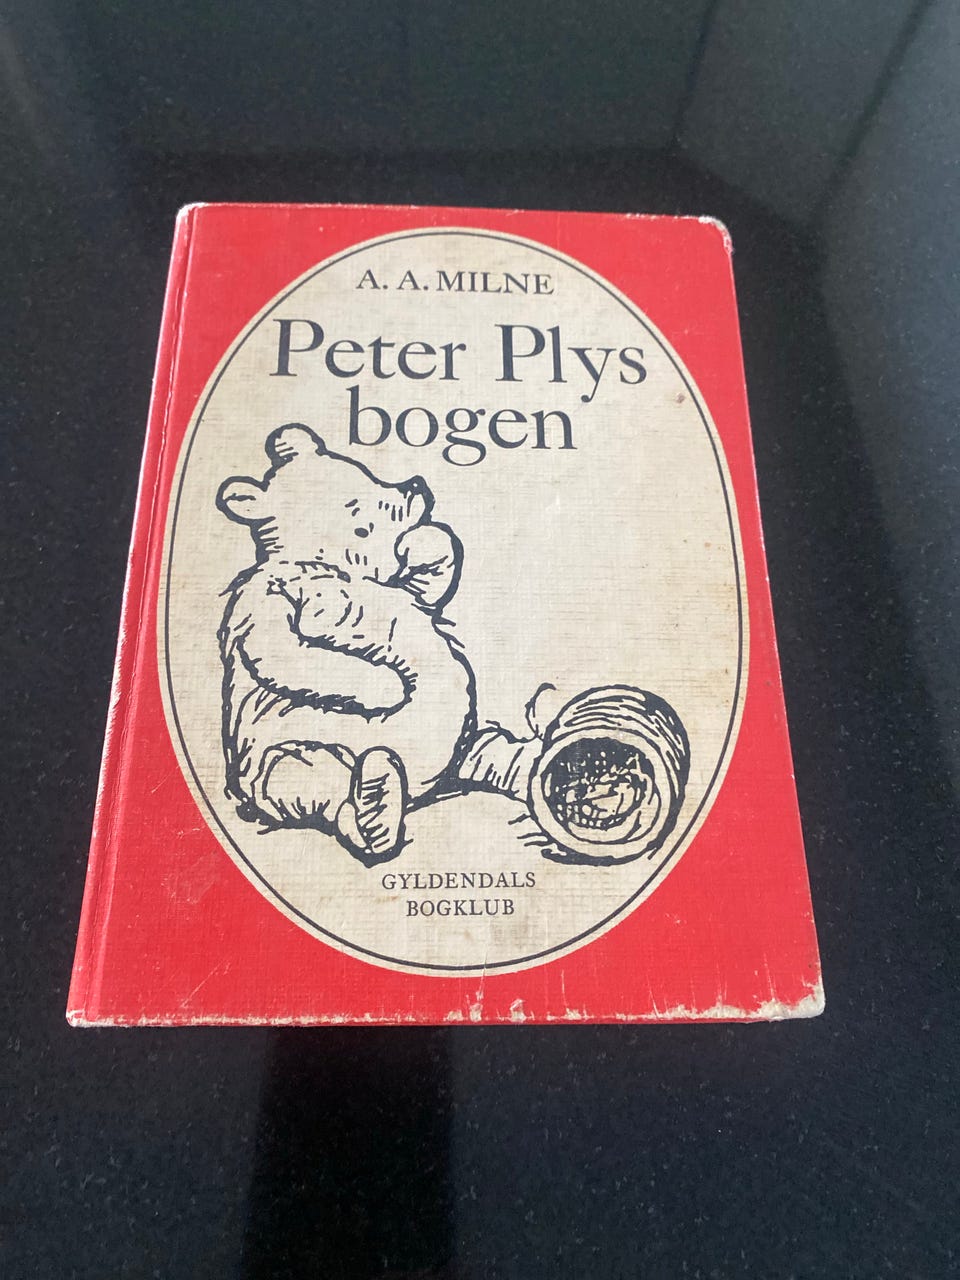 A. A. MILNE
Peter Plys
bogen
GYLDENDALS
BOGKLUB